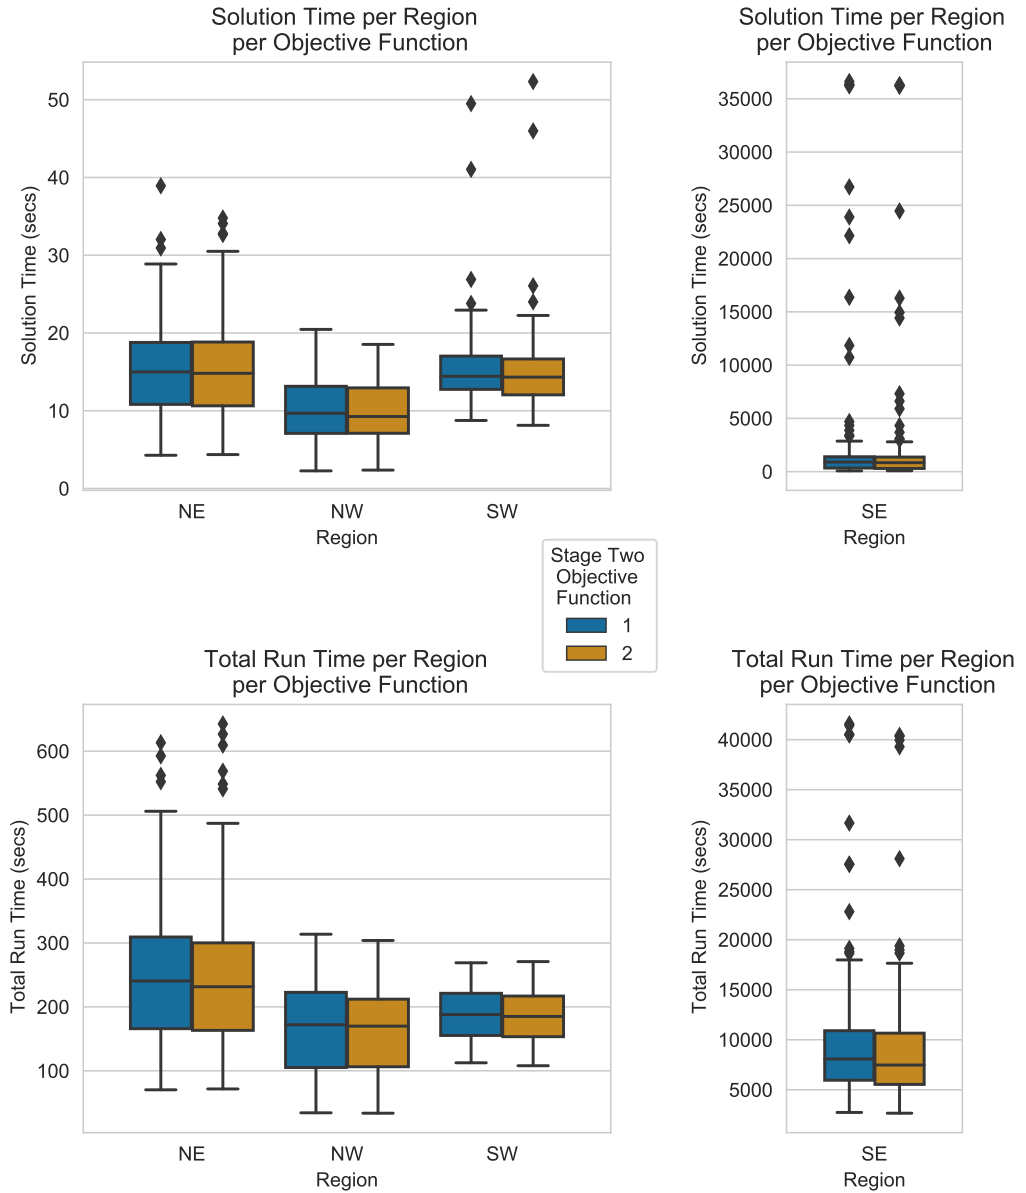 Solution Time per Region
per Objective Function
50
40
30
20
10
0
Solution Time (secs)
NE
NW
SW
Region
Solution Time per Region
per Objective Function
35000
30000
25000
20000
15000
10000
5000
0
Solution Time (secs)
SE
Region
Stage Two
Objective
Function
1
2
Total Run Time per Region
per Objective Function
600
500
400
300
200
100
Total Run Time (secs)
NE
NW
SW
Region
Total Run Time per Region
per Objective Function
40000
35000
30000
25000
20000
15000
10000
5000
Total Run Time (secs)
SE
Region